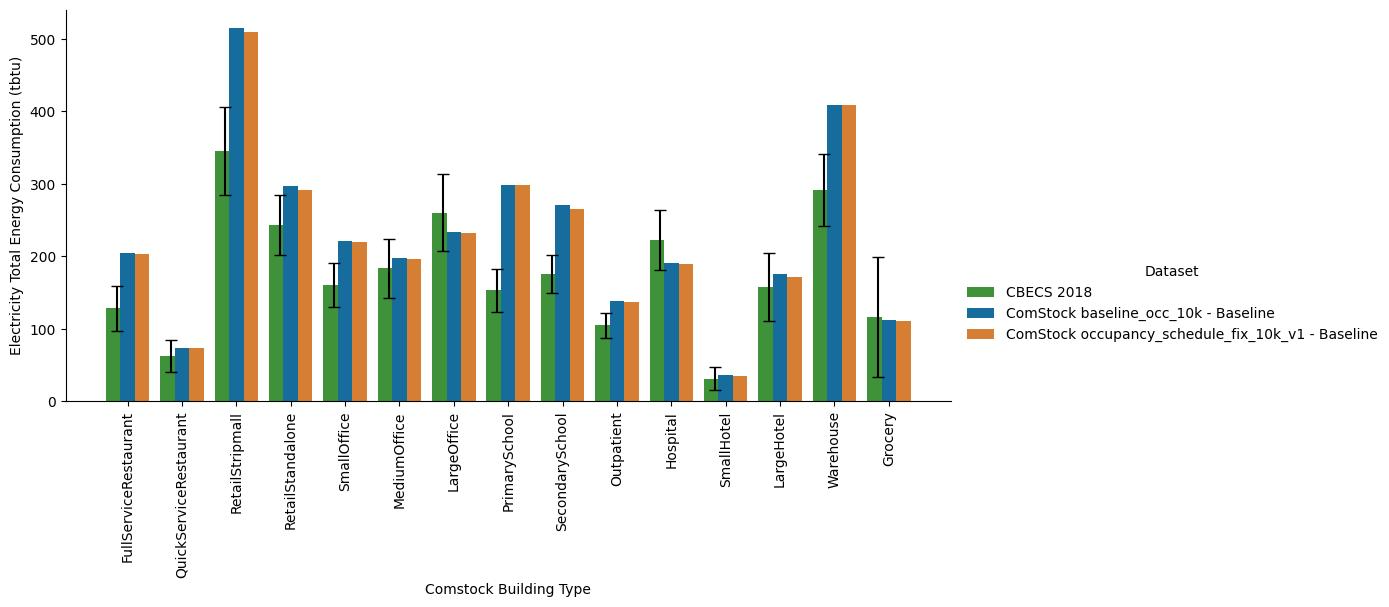 Electricity Total Energy Consumption (tbtu)
500
400
300
200
100
0
FullServiceRestaurant
QuickServiceRestaurant
RetailStripmall
RetailStandalone
SmallOffice
MediumOffice
LargeOffice
PrimarySchool
SecondarySchool
Outpatient
Hospital
SmallHotel
LargeHotel
Warehouse
Grocery
Comstock Building Type
Dataset
CBECS 2018
ComStock baseline_occ_10k - Baseline
ComStock occupancy_schedule_fix_10k_v1 - Baseline